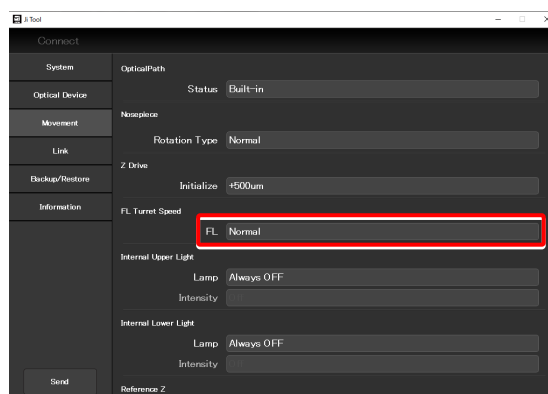 Ji Tool
Connect
System
Optical Device
Movement
Link
Backup/Restore
Information
Send
OpticalPath
Status Built-in
Nosepiece
Rotation Type Normal
Z Drive
Initialize +500um
FL Turret Speed
FL Normal
Internal Upper Light
Lamp Always OFF
Intensity
Internal Lower Light
Lamp Always OFF
Intensity
Reference Z